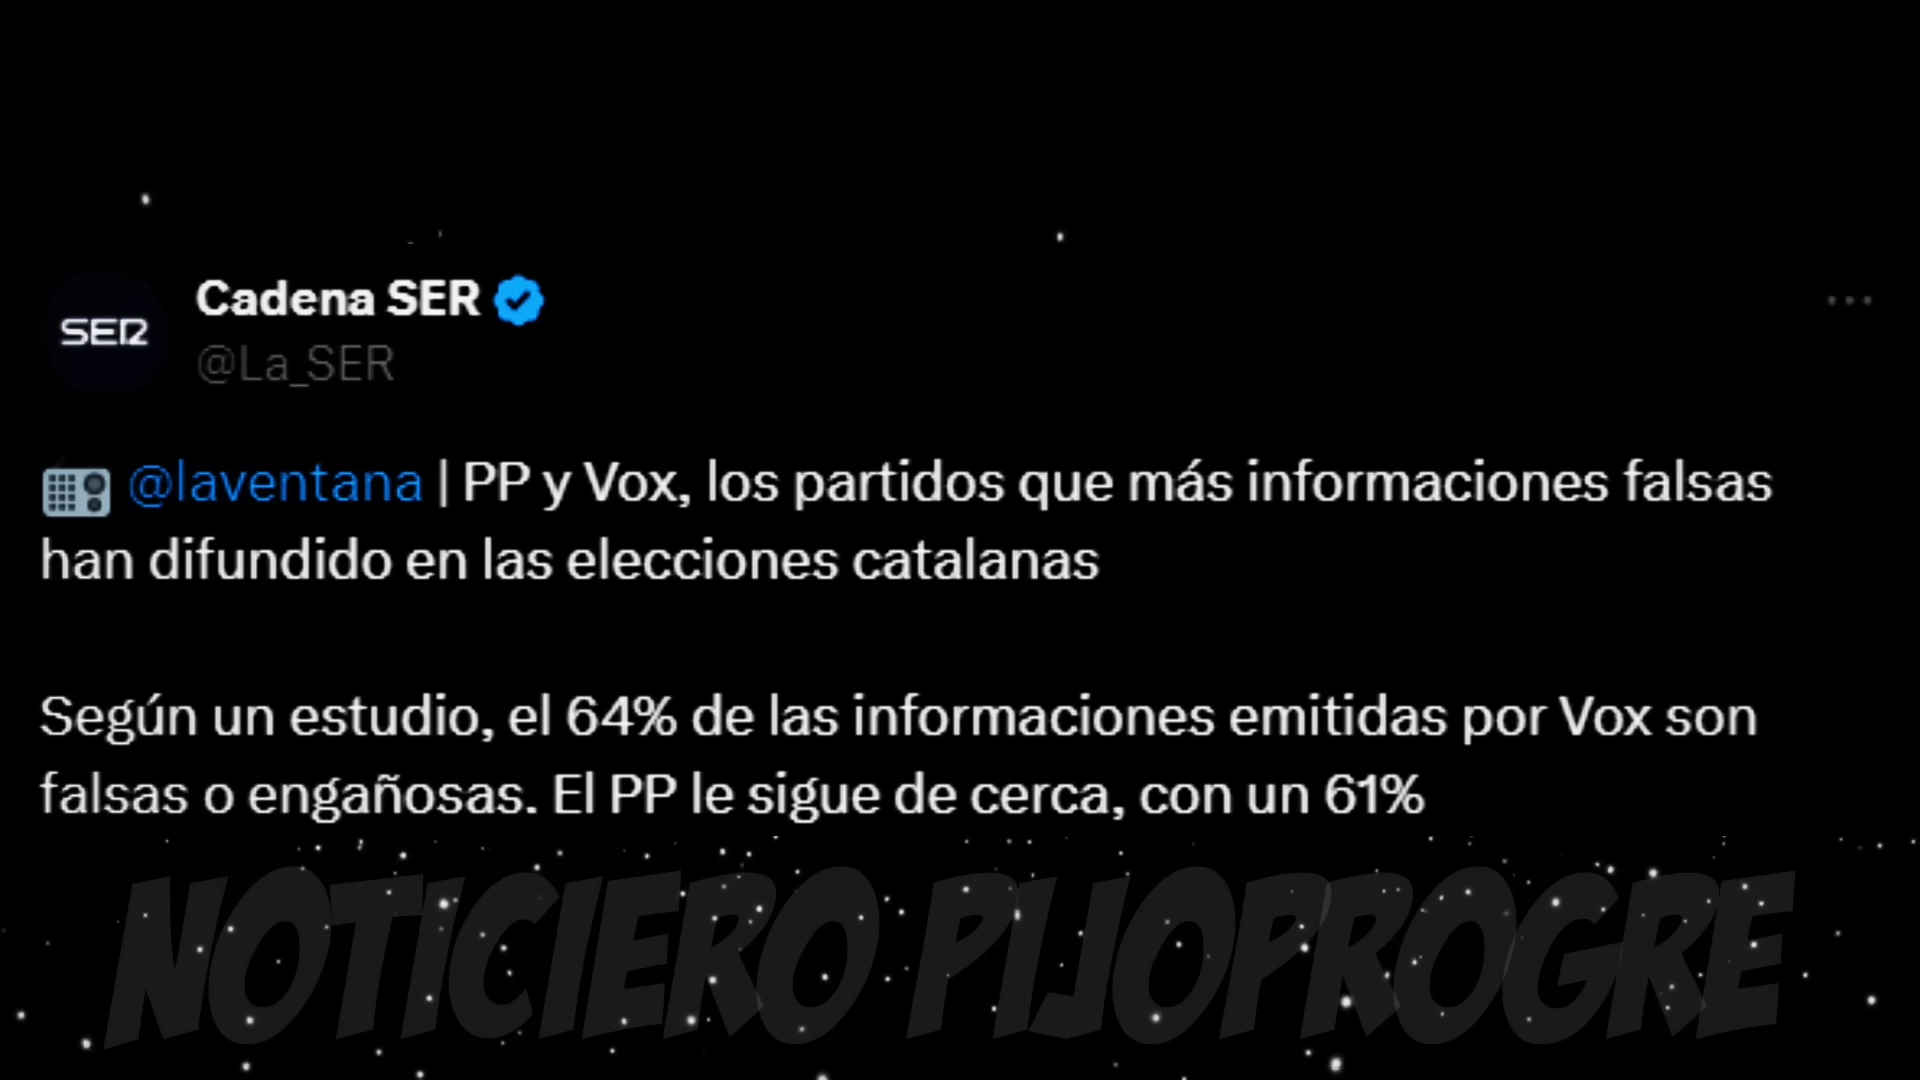 Cadena SER
SER
@La_SER
@laventana | PP y Vox, los partidos que más informaciones falsas
han difundido en las elecciones catalanas
Según un estudio, el 64% de las informaciones emitidas por Vox son
falsas o engañosas. El PP le sigue de cerca, con un 61%
NOTICIERO PIJOPROGRE